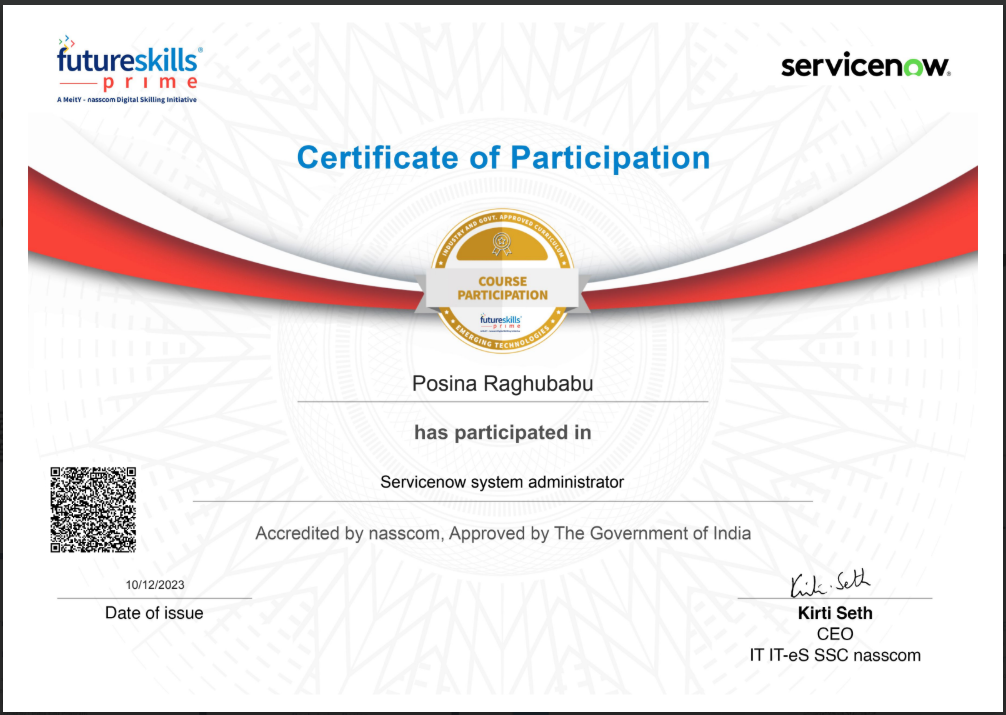 futureskills®
prime
A MeitY - nasscom Digital Skilling Initiative
servicenow®
Certificate of Participation
INDUSTRY AND GOVT. APPROVED CURRICULUM
COURSE
PARTICIPATION
futureskills
prime
EMERGING TECHNOLOGIES
Posina Raghubabu
has participated in
Servicenow system administrator
Accredited by nasscom, Approved by The Government of India
10/12/2023
Date of issue
Kirti Seth
Kirti Seth
CEO
IT IT-eS SSC nasscom